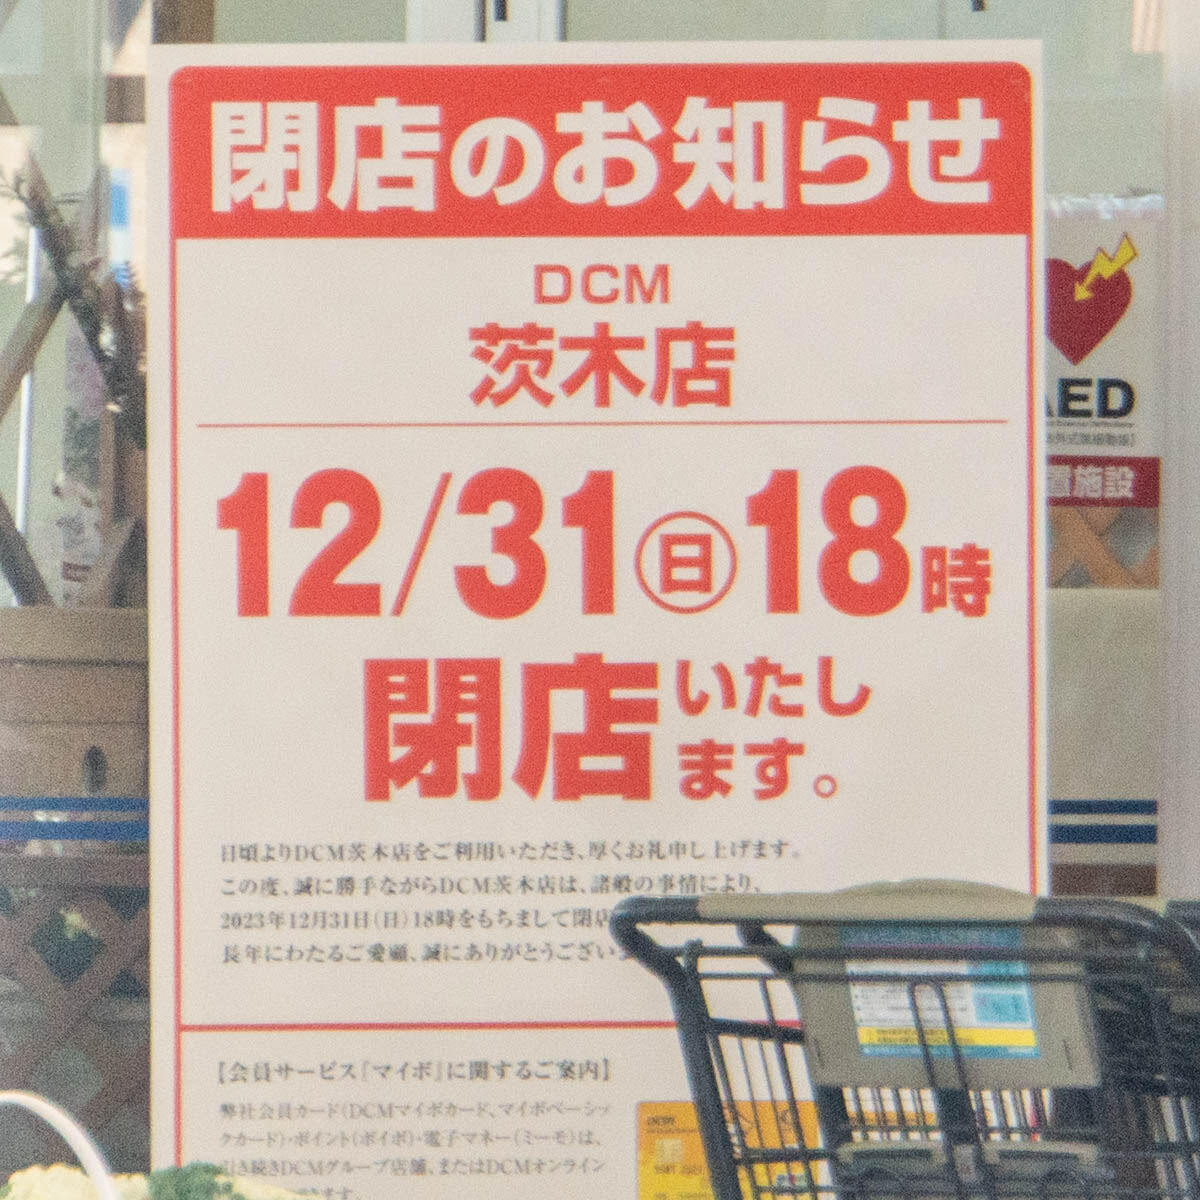 閉店のお知らせ
DCM
茨木店
12/31㊐18時
閉店いたし
ます。
日頃よりDCM茨木店をご利用いただき、厚くお礼申し上げます。
この度、誠に勝手ながらDCM茨木店は、諸般の事情により、
2023年12月31日(日)18時をもちまして閉店
長年にわたるご愛顧、誠にありがとうござい
【会員サービス『マイボ』に関するご案内】
弊社会員カード(DCMマイボカード、マイボベーシッ
クカード)・ポイント(ボイボ)・電子マネー(ミーモ)は、
引き続きDCMグループ店舗、またはDCMオンライン
AED
置施設